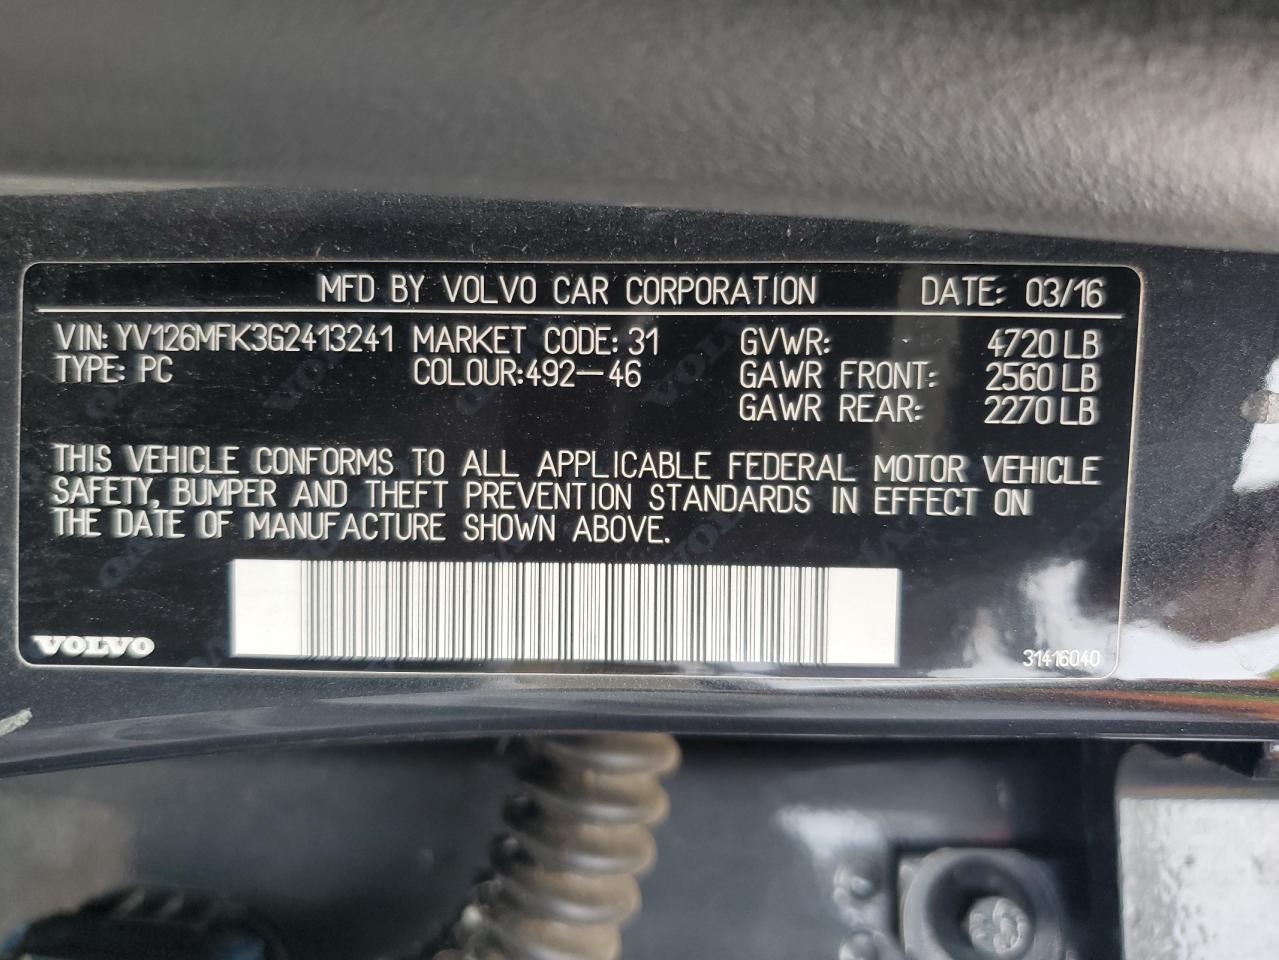 MFD BY VOLVO CAR CORPORATION DATE: 03/16
VIN: YV126MFK3G2413241 MARKET CODE: 31 GVWR: 4720 LB
TYPE: PC COLOUR:492-46 GAWR FRONT: 2560 LB
GAWR REAR: 2270 LB
THIS VEHICLE CONFORMS TO ALL APPLICABLE FEDERAL MOTOR VEHICLE
SAFETY, BUMPER AND THEFT PREVENTION STANDARDS IN EFFECT ON
THE DATE OF MANUFACTURE SHOWN ABOVE.
VOLVO 31416040